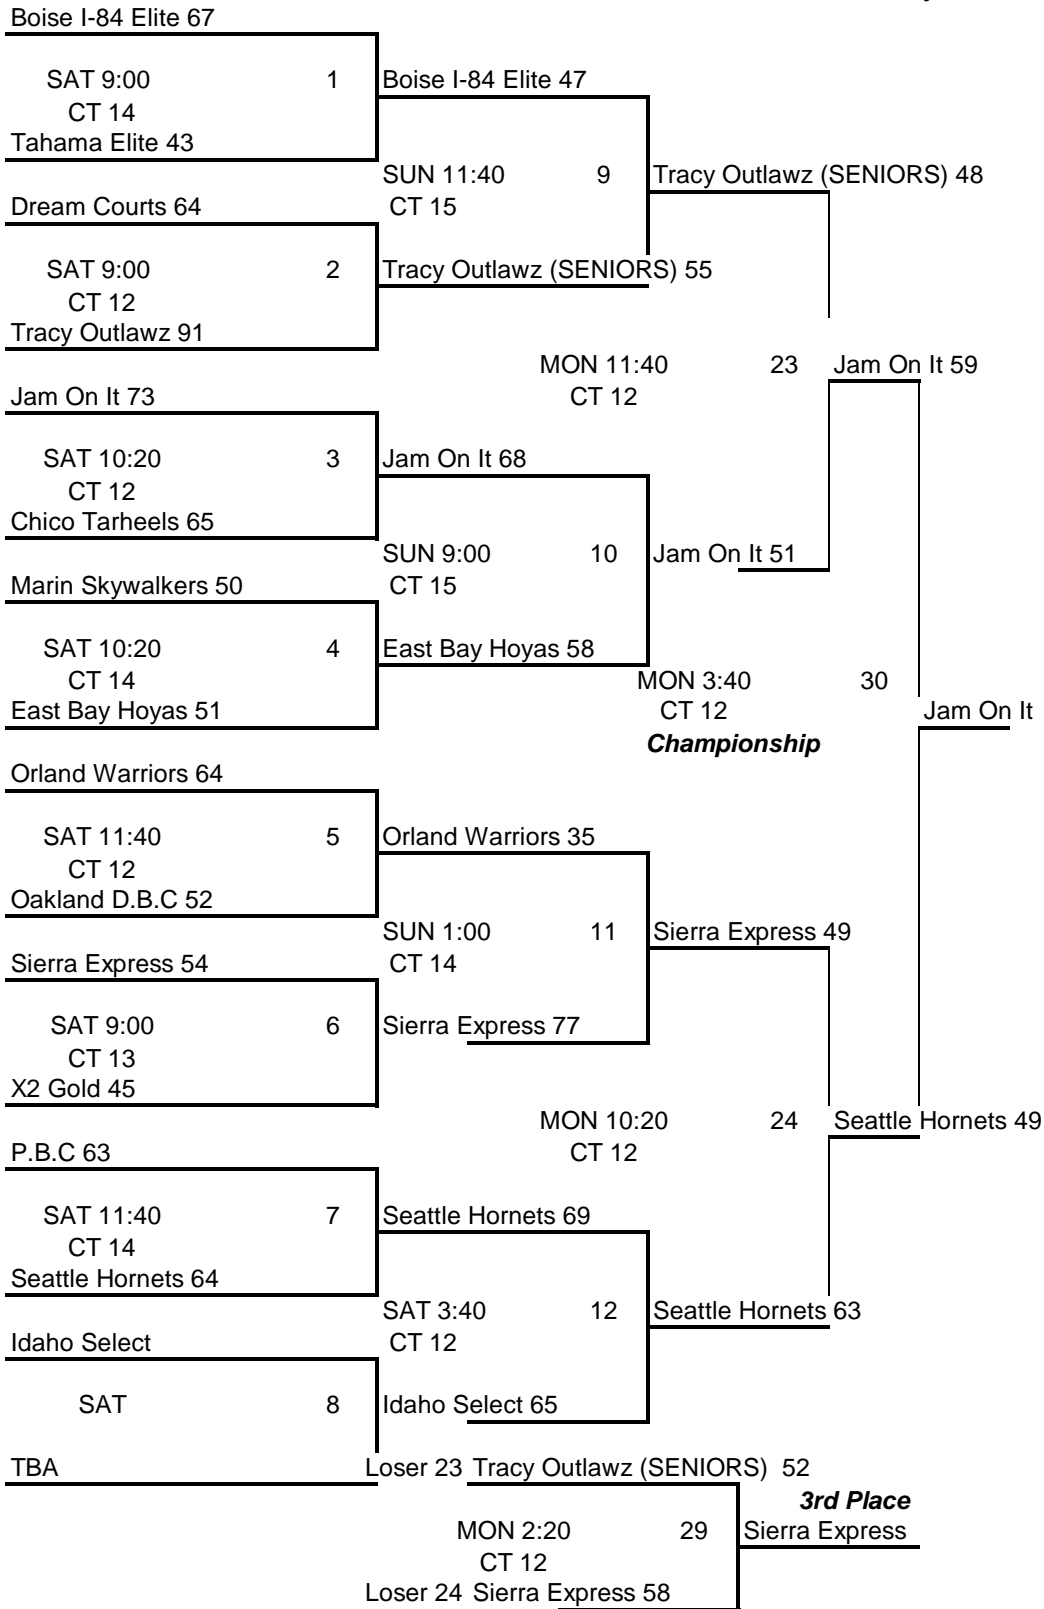 Boise I-84 Elite 67
SAT 9:00 1 Boise I-84 Elite 47
CT 14
Tahama Elite 43
SUN 11:40 9 Tracy Outlawz (SENIORS) 48
Dream Courts 64 CT 15
SAT 9:00 2 Tracy Outlawz (SENIORS) 55
CT 12
Tracy Outlawz 91
MON 11:40 23 Jam On It 59
Jam On It 73 CT 12
SAT 10:20 3 Jam On It 68
CT 12
Chico Tarheels 65
SUN 9:00 10 Jam On It 51
Marin Skywalkers 50 CT 15
SAT 10:20 4 East Bay Hoyas 58
CT 14 MON 3:40 30
East Bay Hoyas 51 CT 12 Jam On It
Championship
Orland Warriors 64
SAT 11:40 5 Orland Warriors 35
CT 12
Oakland D.B.C 52
SUN 1:00 11 Sierra Express 49
Sierra Express 54 CT 14
SAT 9:00 6 Sierra Express 77
CT 13
X2 Gold 45
MON 10:20 24 Seattle Hornets 49
P.B.C 63 CT 12
SAT 11:40 7 Seattle Hornets 69
CT 14
Seattle Hornets 64
SAT 3:40 12 Seattle Hornets 63
Idaho Select CT 12
SAT 8 Idaho Select 65
TBA Loser 23 Tracy Outlawz (SENIORS) 52
3rd Place
MON 2:20 29 Sierra Express
CT 12
Loser 24 Sierra Express 58